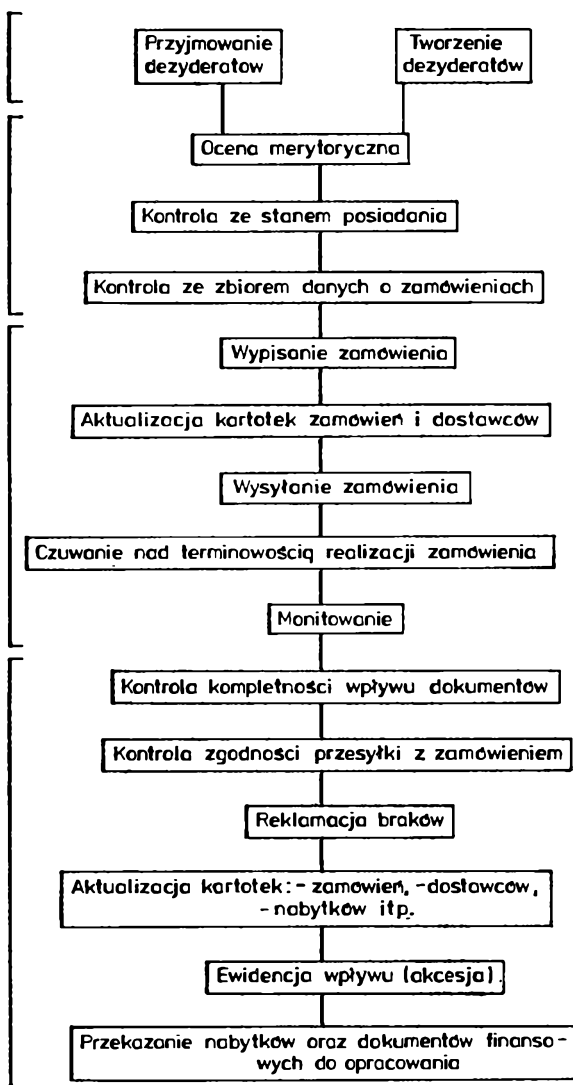 Przyjmowanie
dezyderatow
Tworzenie
dezyderatów
Ocena merytoryczna
Kontrola ze stanem posiadania
Kontrola ze zbiorem danych o zamówieniach
Wypisanie zamówienia
Aktualizacja kartotek zamówień i dostawców
Wysyłanie zamówienia
Czuwanie nad terminowością realizacji zamówienia
Monitowanie
Kontrola kompletności wpływu dokumentów
Kontrola zgodności przesyłki z zamówieniem
Reklamacja braków
Aktualizacja kartotek: - zamówień, - dostawców,
- nabytków itp.
Ewidencja wpływu (akcesja).
Przekazanie nabytków oraz dokumentów finanso-
wych do opracowania